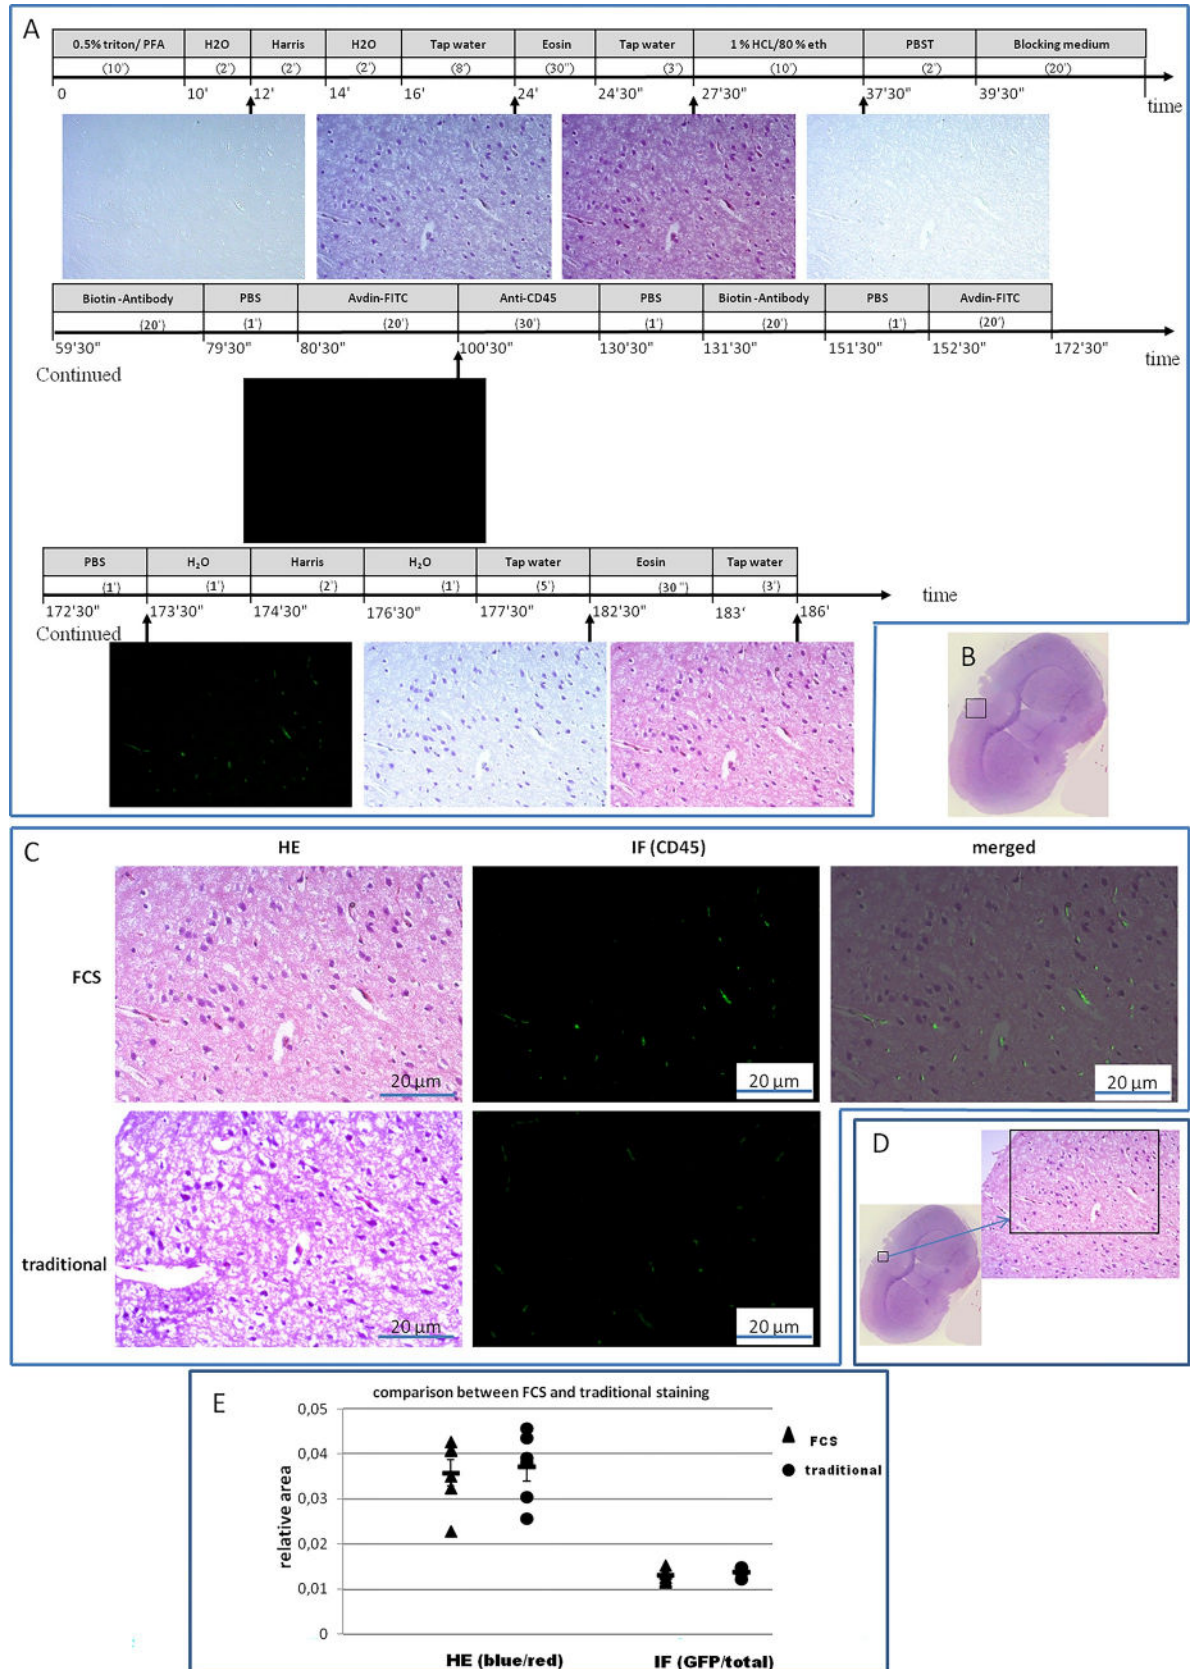 A
0.5% triton/ PFA H2O Harris H2O Tap water Eosin Tap water 1 % HCL/80 % eth PBST Blocking medium
(10') (2') (2') (2') (8') (30'') (3') (10') (2') (20')
0 10' 12' 14' 16' 24' 24'30" 27'30" 37'30" 39'30"
time
Biotin -Antibody PBS Avdin-FITC Anti-CD45 PBS Biotin -Antibody PBS Avdin-FITC
(20') (1') (20') (30') (1') (20') (1') (20')
59'30" 79'30" 80'30" 100'30" 130'30" 131'30" 151'30" 152'30" 172'30"
time
Continued
PBS H₂O Harris H₂O Tap water Eosin Tap water
(1') (1') (2') (1') (5') (30 '') (3')
172'30" 173'30" 174'30" 176'30" 177'30" 182'30" 183' 186'
time
Continued
B
C
HE IF (CD45) merged
FCS
20 µm 20 µm 20 µm
traditional
20 µm 20 µm
D
E
comparison between FCS and traditional staining
relative area
0,05
0,04
0,03
0,02
0,01
0
FCS
traditional
HE (blue/red) IF (GFP/total)